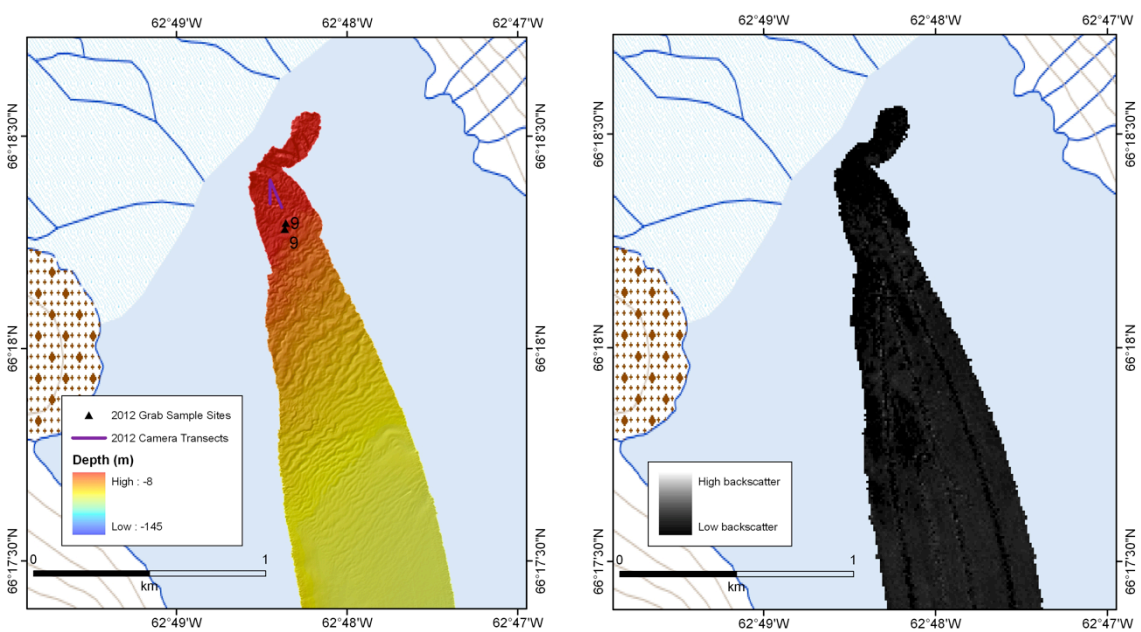 62°49'W 62°48'W 62°47'W
66°18'30"N 66°18'30"N
9
9
66°18'N 66°18'N
2012 Grab Sample Sites
2012 Camera Transects
Depth (m)
High : -8
Low : -145
66°17'30"N 66°17'30"N
0 1
km
62°49'W 62°48'W 62°47'W
62°49'W 62°48'W 62°47'W
66°18'30"N 66°18'30"N
66°18'N 66°18'N
High backscatter
Low backscatter
66°17'30"N 66°17'30"N
0 1
km
62°49'W 62°48'W 62°47'W